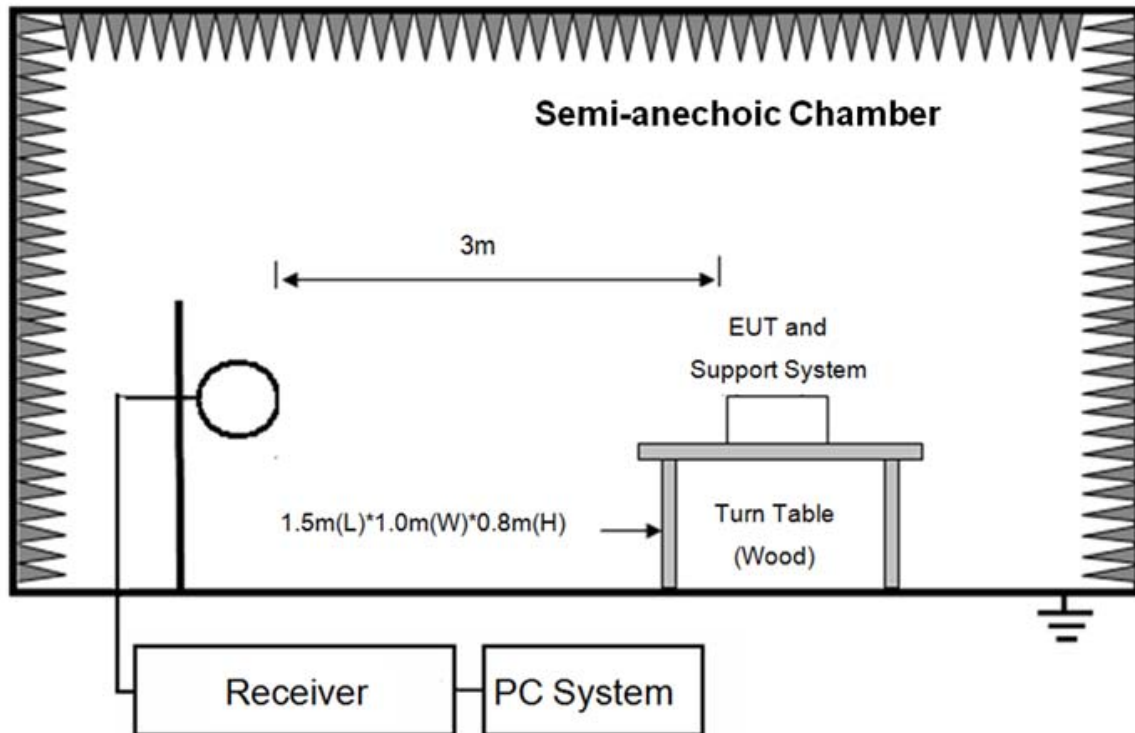 Semi-anechoic Chamber
3m
EUT and
Support System
1.5m(L)*1.0m(W)*0.8m(H)
Turn Table
(Wood)
Receiver
PC System